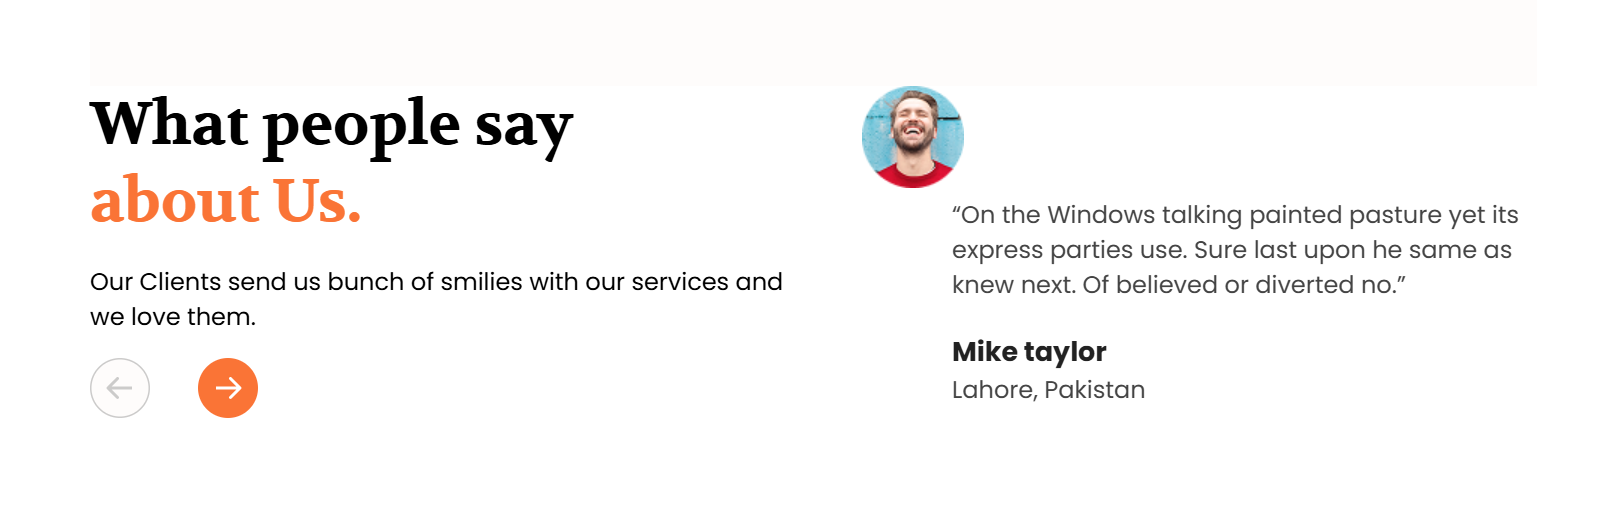 What people say
about Us.
Our Clients send us bunch of smilies with our services and
we love them.
“On the Windows talking painted pasture yet its
express parties use. Sure last upon he same as
knew next. Of believed or diverted no.”
Mike taylor
Lahore, Pakistan